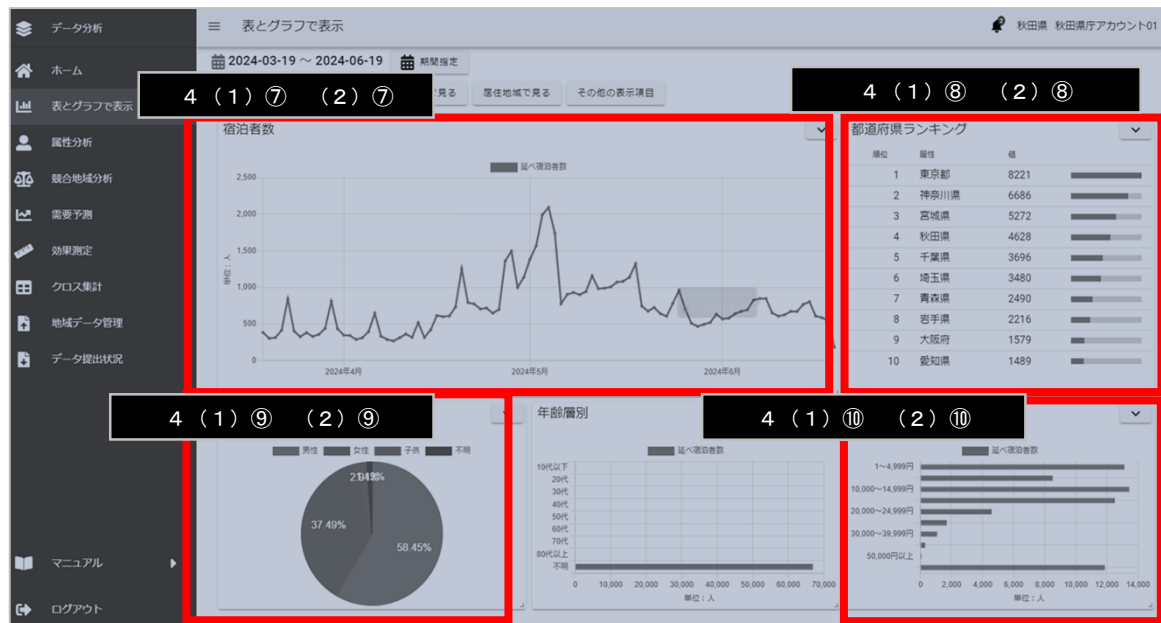 データ分析
表とグラフで表示
秋田県 秋田県庁アカウント01
ホーム
表とグラフで表示
属性分析
競合地域分析
需要予測
効果測定
クロス集計
地域データ管理
データ提出状況
マニュアル
ログアウト
2024-03-19 ～ 2024-06-19
期間指定
で見る
居住地域で見る
その他の表示項目
4 （1）⑦ （2）⑦
4 （1）⑧ （2）⑧
宿泊者数
延べ宿泊者数
2,500
2,000
1,500
1,000
500
0
単位：人
2024年4月
2024年5月
2024年6月
都道府県ランキング
順位 属性 値
1 東京都 8221
2 神奈川県 6686
3 宮城県 5272
4 秋田県 4628
5 千葉県 3696
6 埼玉県 3480
7 青森県 2490
8 岩手県 2216
9 大阪府 1579
10 愛知県 1489
4 （1）⑨ （2）⑨
男性 女性 子供 不明
37.49%
58.45%
年齢層別
4 （1）⑩ （2）⑩
延べ宿泊者数
10代以下
20代
30代
40代
50代
60代
70代
80代以上
不明
0 10,000 20,000 30,000 40,000 50,000 60,000 70,000
単位：人
延べ宿泊者数
1～4,999円
10,000～14,999円
20,000～24,999円
30,000～39,999円
50,000円以上
0 2,000 4,000 6,000 8,000 10,000 12,000 14,000
単位：人